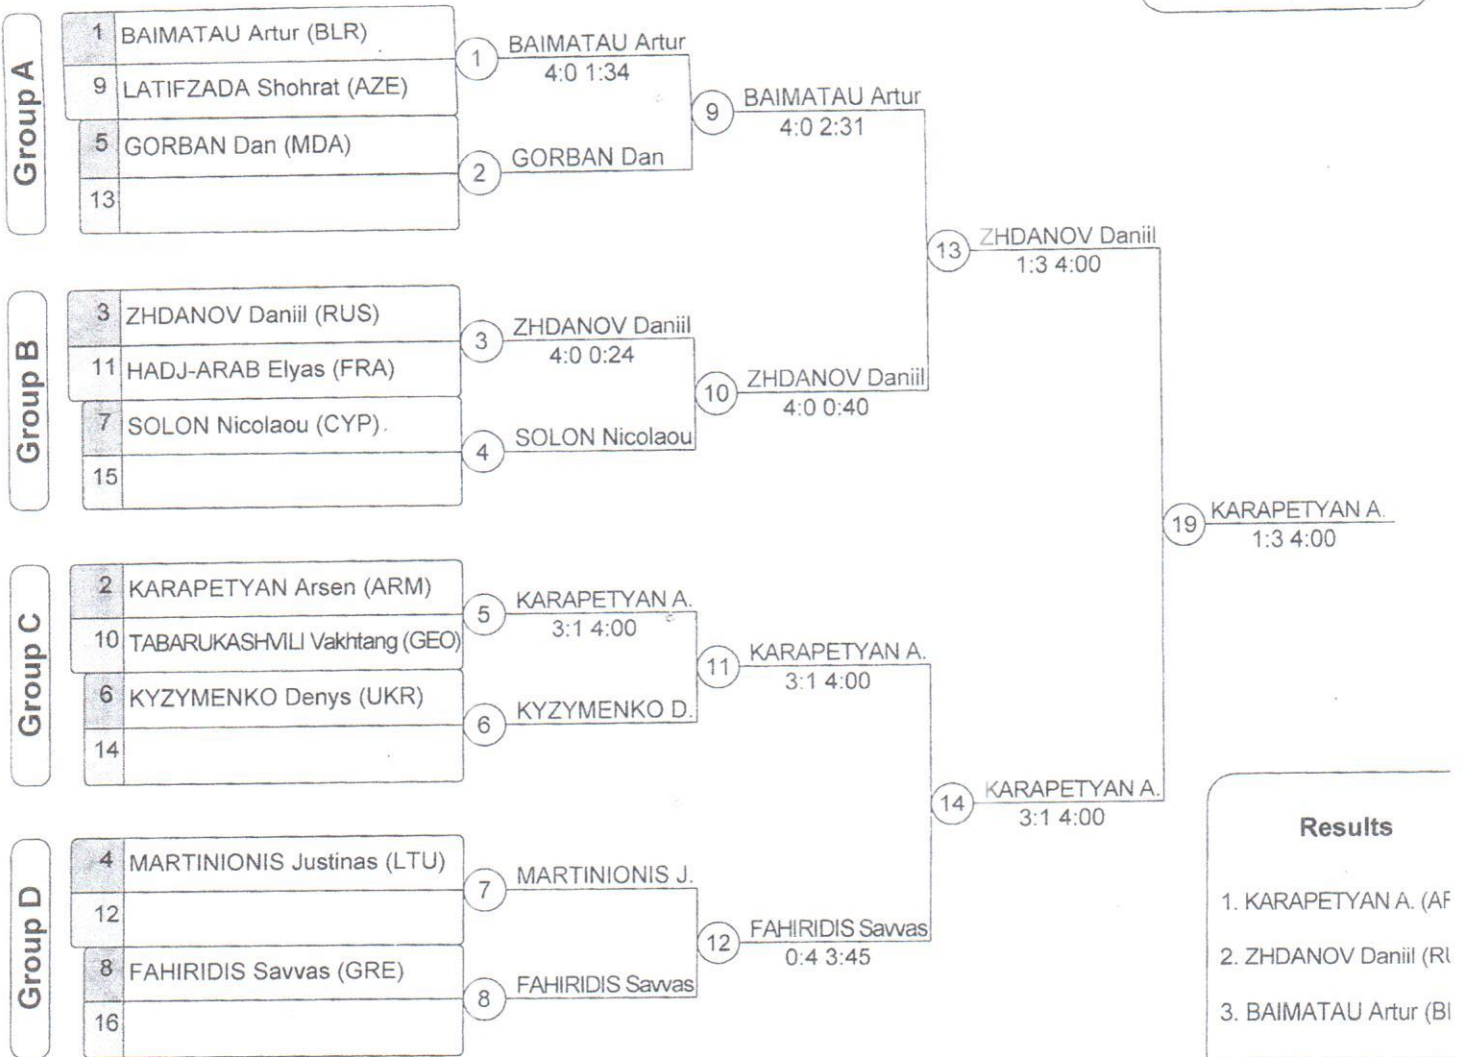 Group A
1 BAIMATAU Artur (BLR)
9 LATIFZADA Shohrat (AZE)
5 GORBAN Dan (MDA)
13
1 BAIMATAU Artur
4:0 1:34
2 GORBAN Dan
9 BAIMATAU Artur
4:0 2:31
Group B
3 ZHDANOV Daniil (RUS)
11 HADJ-ARAB Elyas (FRA)
7 SOLON Nicolaou (CYP)
15
3 ZHDANOV Daniil
4:0 0:24
4 SOLON Nicolaou
10 ZHDANOV Daniil
4:0 0:40
13 ZHDANOV Daniil
1:3 4:00
Group C
2 KARAPETYAN Arsen (ARM)
10 TABARUKASHVILI Vakhtang (GEO)
6 KYZYMENKO Denys (UKR)
14
5 KARAPETYAN A.
3:1 4:00
6 KYZYMENKO D.
11 KARAPETYAN A.
3:1 4:00
Group D
4 MARTINIONIS Justinas (LTU)
12
8 FAHIRIDIS Savvas (GRE)
16
7 MARTINIONIS J.
8 FAHIRIDIS Savvas
12 FAHIRIDIS Savvas
0:4 3:45
14 KARAPETYAN A.
3:1 4:00
19 KARAPETYAN A.
1:3 4:00
Results
1. KARAPETYAN A. (AR
2. ZHDANOV Daniil (RU
3. BAIMATAU Artur (BL